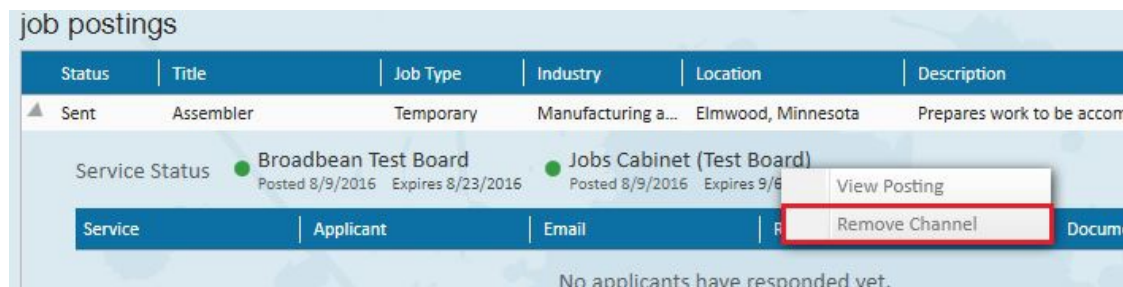 job postings
Status Title Job Type Industry Location Description
Sent Assembler Temporary Manufacturing a... Elmwood, Minnesota Prepares work to be accom
Service Status Broadbean Test Board Jobs Cabinet (Test Board)
Posted 8/9/2016 Expires 8/23/2016 Posted 8/9/2016 Expires 9/6
View Posting
Remove Channel
Service Applicant Email R Docum
No applicants have responded yet.